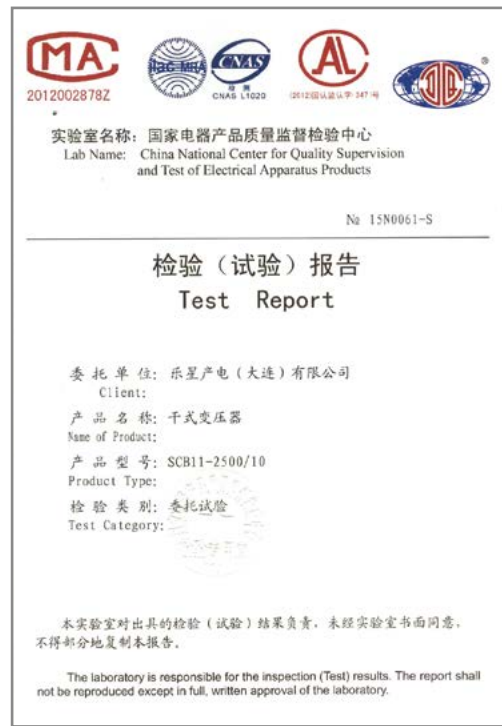 MA
2012002878Z
ilac-MRA
CNAS
检测
CNAS L1020
AL
(2012)国认监认字(347)号
实验室名称：国家电器产品质量监督检验中心
Lab Name: China National Center for Quality Supervision
and Test of Electrical Apparatus Products
№ 15N0061-S
检验（试验）报告
Test Report
委托单位：乐星产电（大连）有限公司
Client:
产品名称：干式变压器
Name of Product:
产品型号：SCB11-2500/10
Product Type:
检验类别：委托试验
Test Category:
本实验室对出具的检验（试验）结果负责，未经实验室书面同意，
不得部分地复制本报告。
The laboratory is responsible for the inspection (Test) results. The report shall
not be reproduced except in full, written approval of the laboratory.